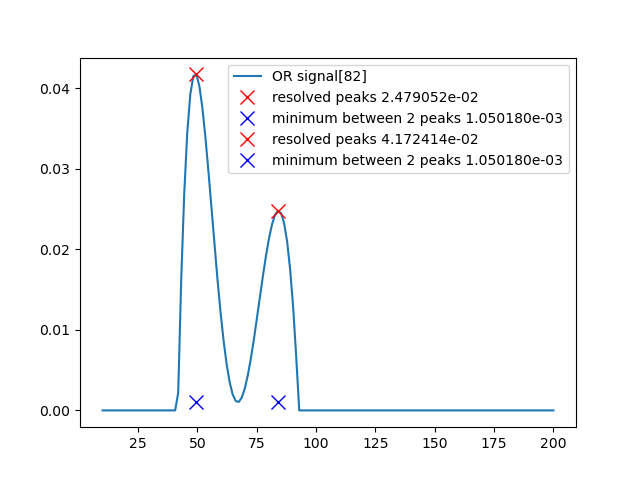 OR signal[82]
resolved peaks 2.479052e-02
minimum between 2 peaks 1.050180e-03
resolved peaks 4.172414e-02
minimum between 2 peaks 1.050180e-03
0.04
0.03
0.02
0.01
0.00
25 50 75 100 125 150 175 200